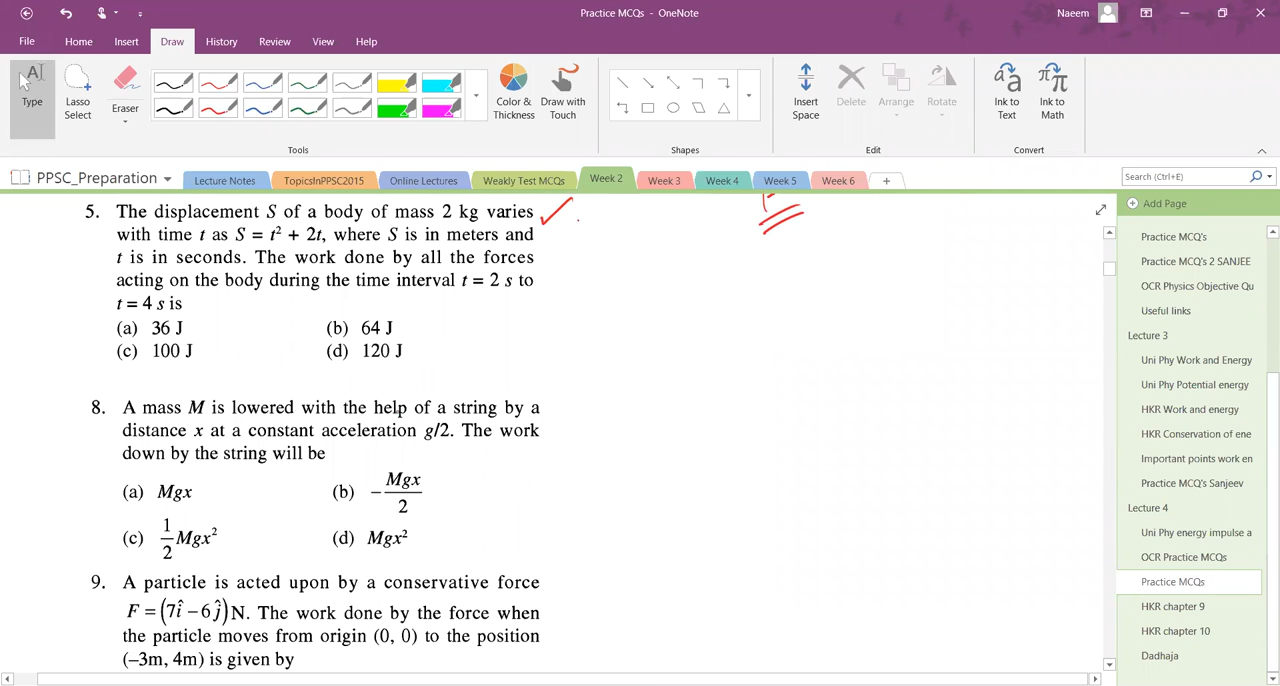 Practice MCQs - OneNote
Naeem
File Home Insert Draw History Review View Help
Type
Lasso Select
Eraser
Color & Thickness
Draw with Touch
Insert Space
Delete
Arrange
Rotate
Ink to Text
Ink to Math
Tools
Shapes
Edit
Convert
PPSC_Preparation
Lecture Notes TopicsInPPSC2015 Online Lectures Weakly Test MCQs Week 2 Week 3 Week 4 Week 5 Week 6 +
Search (Ctrl+E)
5. The displacement S of a body of mass 2 kg varies
with time t as S = t² + 2t, where S is in meters and
t is in seconds. The work done by all the forces
acting on the body during the time interval t = 2 s to
t = 4 s is
(a) 36 J (b) 64 J
(c) 100 J (d) 120 J
8. A mass M is lowered with the help of a string by a
distance x at a constant acceleration g/2. The work
down by the string will be
(a) Mgx (b) −Mgx/2
(c) 1/2 Mgx² (d) Mgx²
9. A particle is acted upon by a conservative force
F = (7î − 6ĵ) N. The work done by the force when
the particle moves from origin (0, 0) to the position
(−3m, 4m) is given by
Add Page
Practice MCQ's
Practice MCQ's 2 SANJEE
OCR Physics Objective Qu
Useful links
Lecture 3
Uni Phy Work and Energy
Uni Phy Potential energy
HKR Work and energy
HKR Conservation of ene
Important points work en
Practice MCQ's Sanjeev
Lecture 4
Uni Phy energy impulse a
OCR Practice MCQs
Practice MCQs
HKR chapter 9
HKR chapter 10
Dadhaja